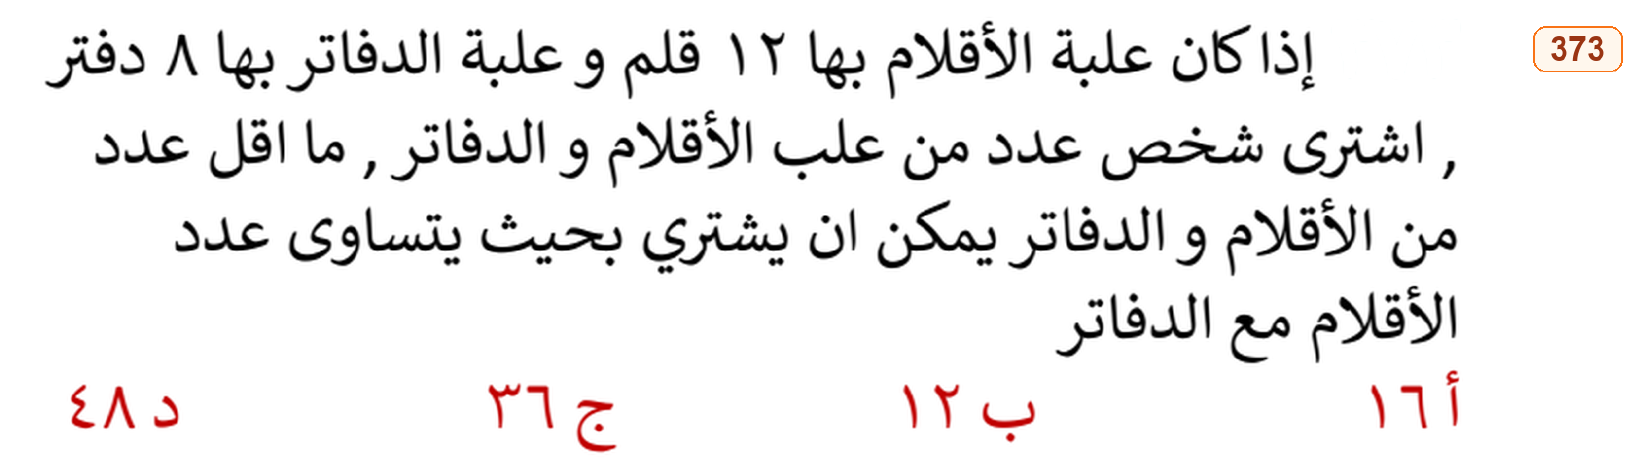 373
إذا كان علبة الأقلام بها ١٢ قلم و علبة الدفاتر بها ٨ دفتر
, اشترى شخص عدد من علب الأقلام و الدفاتر , ما اقل عدد
من الأقلام و الدفاتر يمكن ان يشتري بحيث يتساوى عدد
الأقلام مع الدفاتر
أ ١٦ ب ١٢ ج ٣٦ د ٤٨